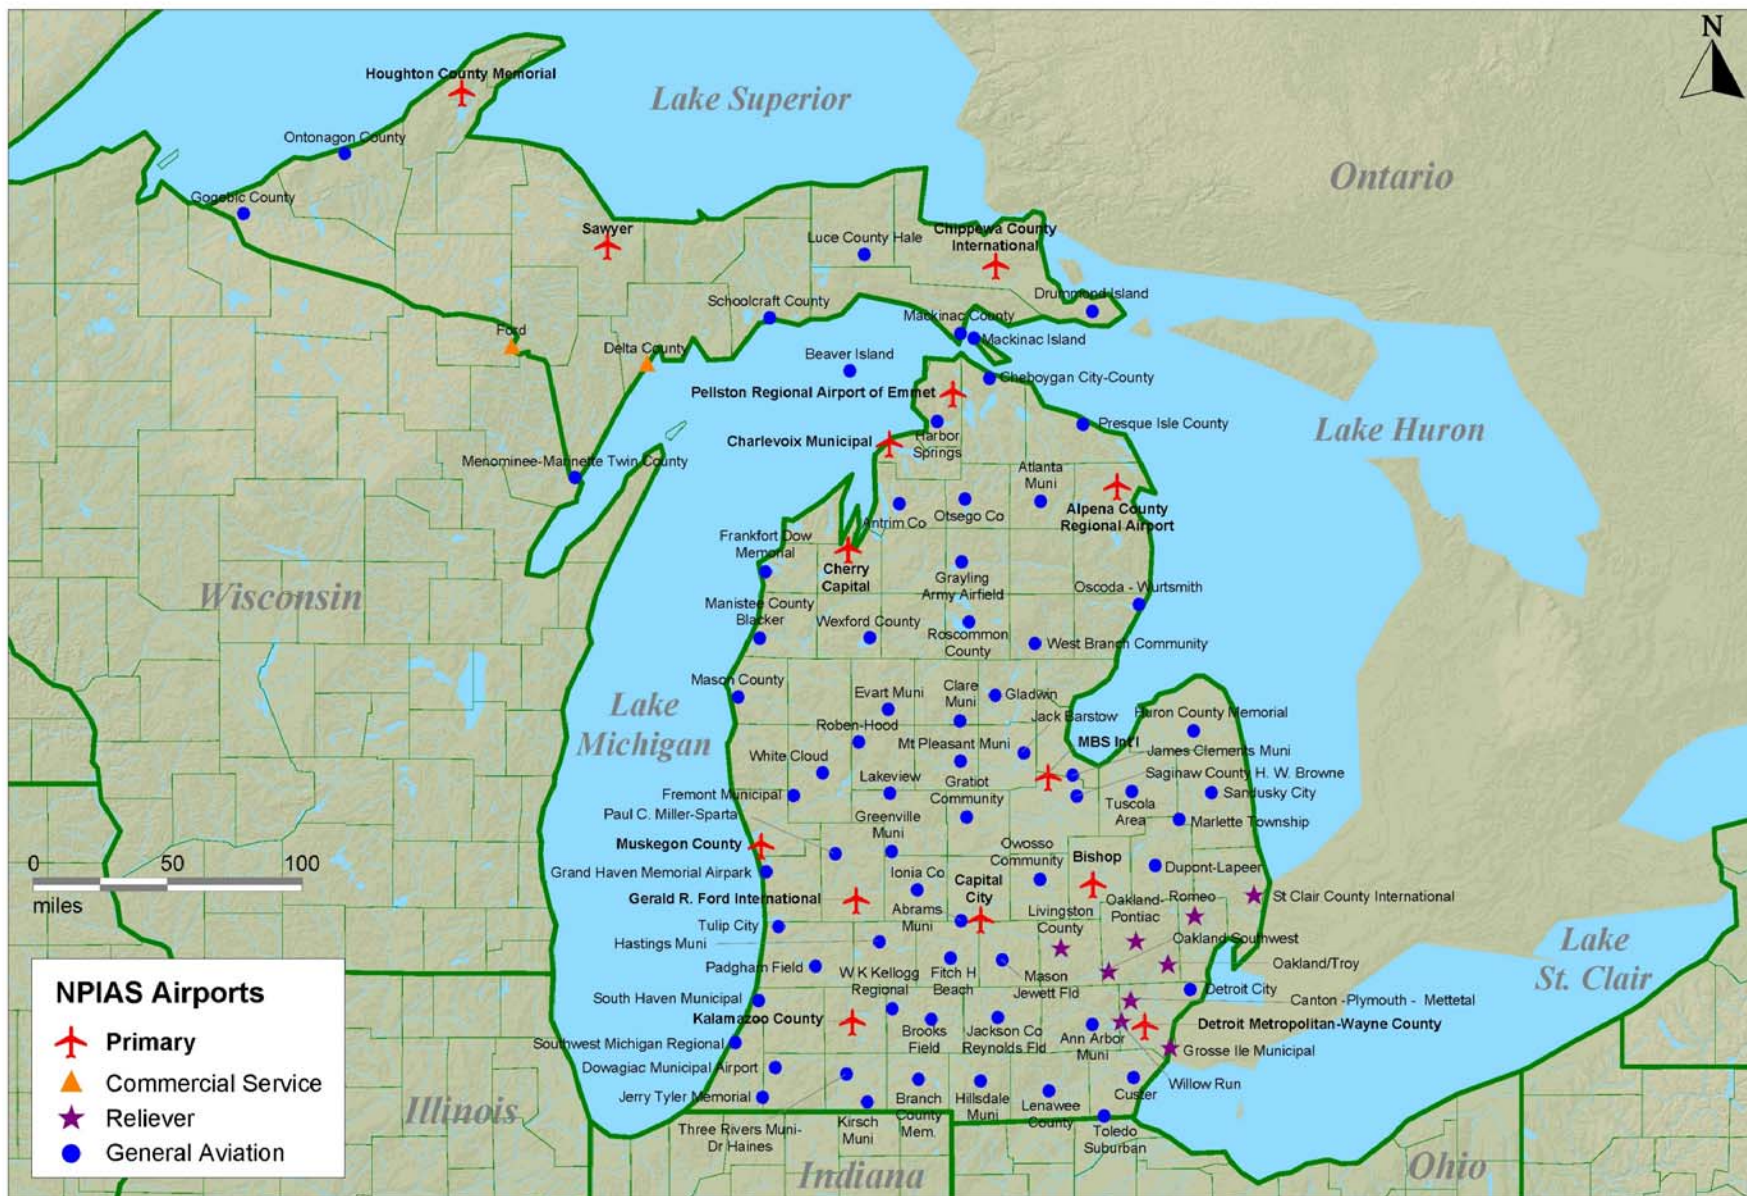 N
Houghton County Memorial
Lake Superior
Ontonagon County
Ontario
Gogebic County
Sawyer
Luce County Hale
Chippewa County
International
Schoolcraft County
Drummond Island
Mackinac County
Ford
Mackinac Island
Delta County
Beaver Island
Cheboygan City-County
Pellston Regional Airport of Emmet
Presque Isle County
Lake Huron
Charlevoix Municipal
Harbor
Springs
Menominee-Marinette Twin County
Atlanta
Muni
Alpena County
Regional Airport
Antrim Co
Otsego Co
Frankfort Dow
Memorial
Cherry
Capital
Grayling
Army Airfield
Oscoda - Wurtsmith
Wisconsin
Manistee County
Blacker
Wexford County
Roscommon
County
West Branch Community
Mason County
Evart Muni
Clare
Muni
Gladwin
Lake
Michigan
Jack Barstow
Huron County Memorial
Roben-Hood
Mt Pleasant Muni
MBS Int'l
James Clements Muni
White Cloud
Lakeview
Gratiot
Community
Saginaw County H. W. Browne
Fremont Municipal
Tuscola
Area
Sandusky City
Paul C. Miller-Sparta
Greenville
Muni
Marlette Township
Muskegon County
Owosso
Community
Bishop
0 50 100
miles
Grand Haven Memorial Airpark
Ionia Co
Capital
City
Dupont-Lapeer
Gerald R. Ford International
Abrams
Muni
Livingston
County
Oakland-
Pontiac
Romeo
St Clair County International
Tulip City
Hastings Muni
Oakland Southwest
Lake
St. Clair
Padgham Field
W K Kellogg
Regional
Fitch H
Beach
Mason
Jewett Fld
Oakland/Troy
South Haven Municipal
Detroit City
Canton -Plymouth - Mettetal
Kalamazoo County
Brooks
Field
Jackson Co
Reynolds Fld
Ann Arbor
Muni
Detroit Metropolitan-Wayne County
Southwest Michigan Regional
Grosse Ile Municipal
Dowagiac Municipal Airport
Willow Run
Jerry Tyler Memorial
Branch
County
Mem.
Hillsdale
Muni
Lenawee
County
Custer
Three Rivers Muni-
Dr Haines
Kirsch
Muni
Toledo
Suburban
Illinois
Indiana
Ohio
NPIAS Airports
Primary
Commercial Service
Reliever
General Aviation